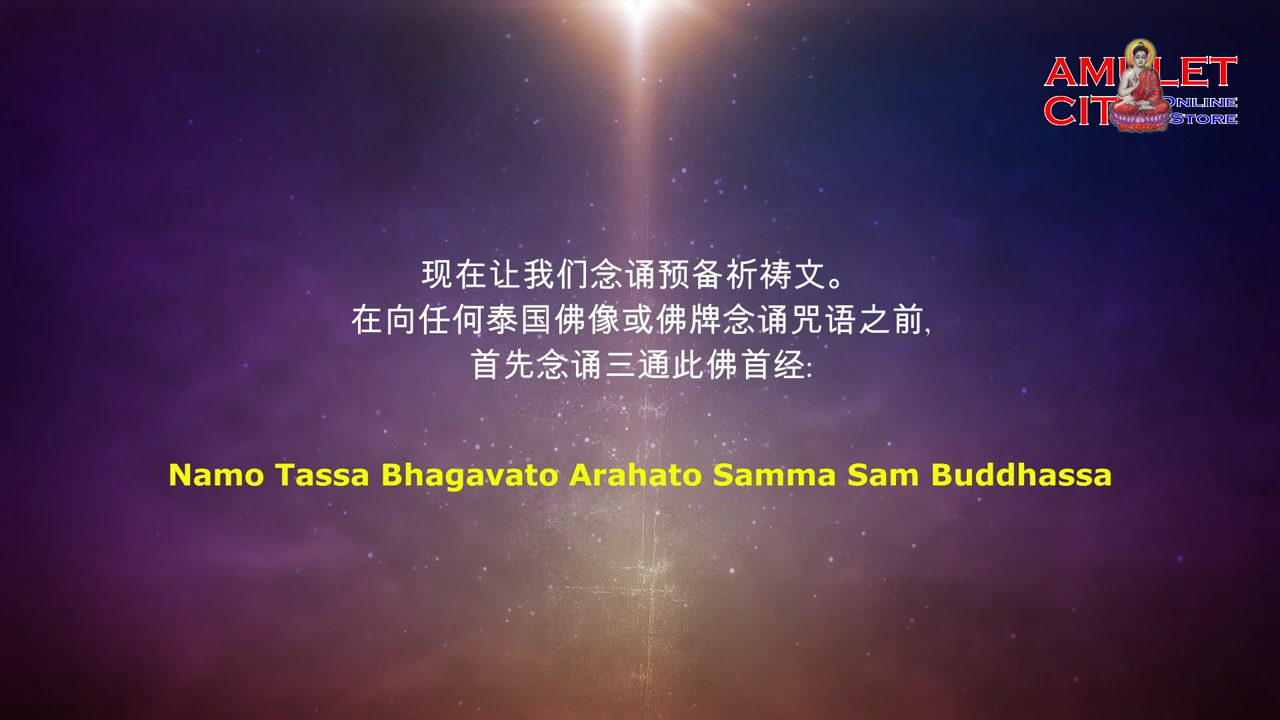 AMULET
CITY ONLINE
STORE
现在让我们念诵预备祈祷文。
在向任何泰国佛像或佛牌念诵咒语之前,
首先念诵三通此佛首经:
Namo Tassa Bhagavato Arahato Samma Sam Buddhassa